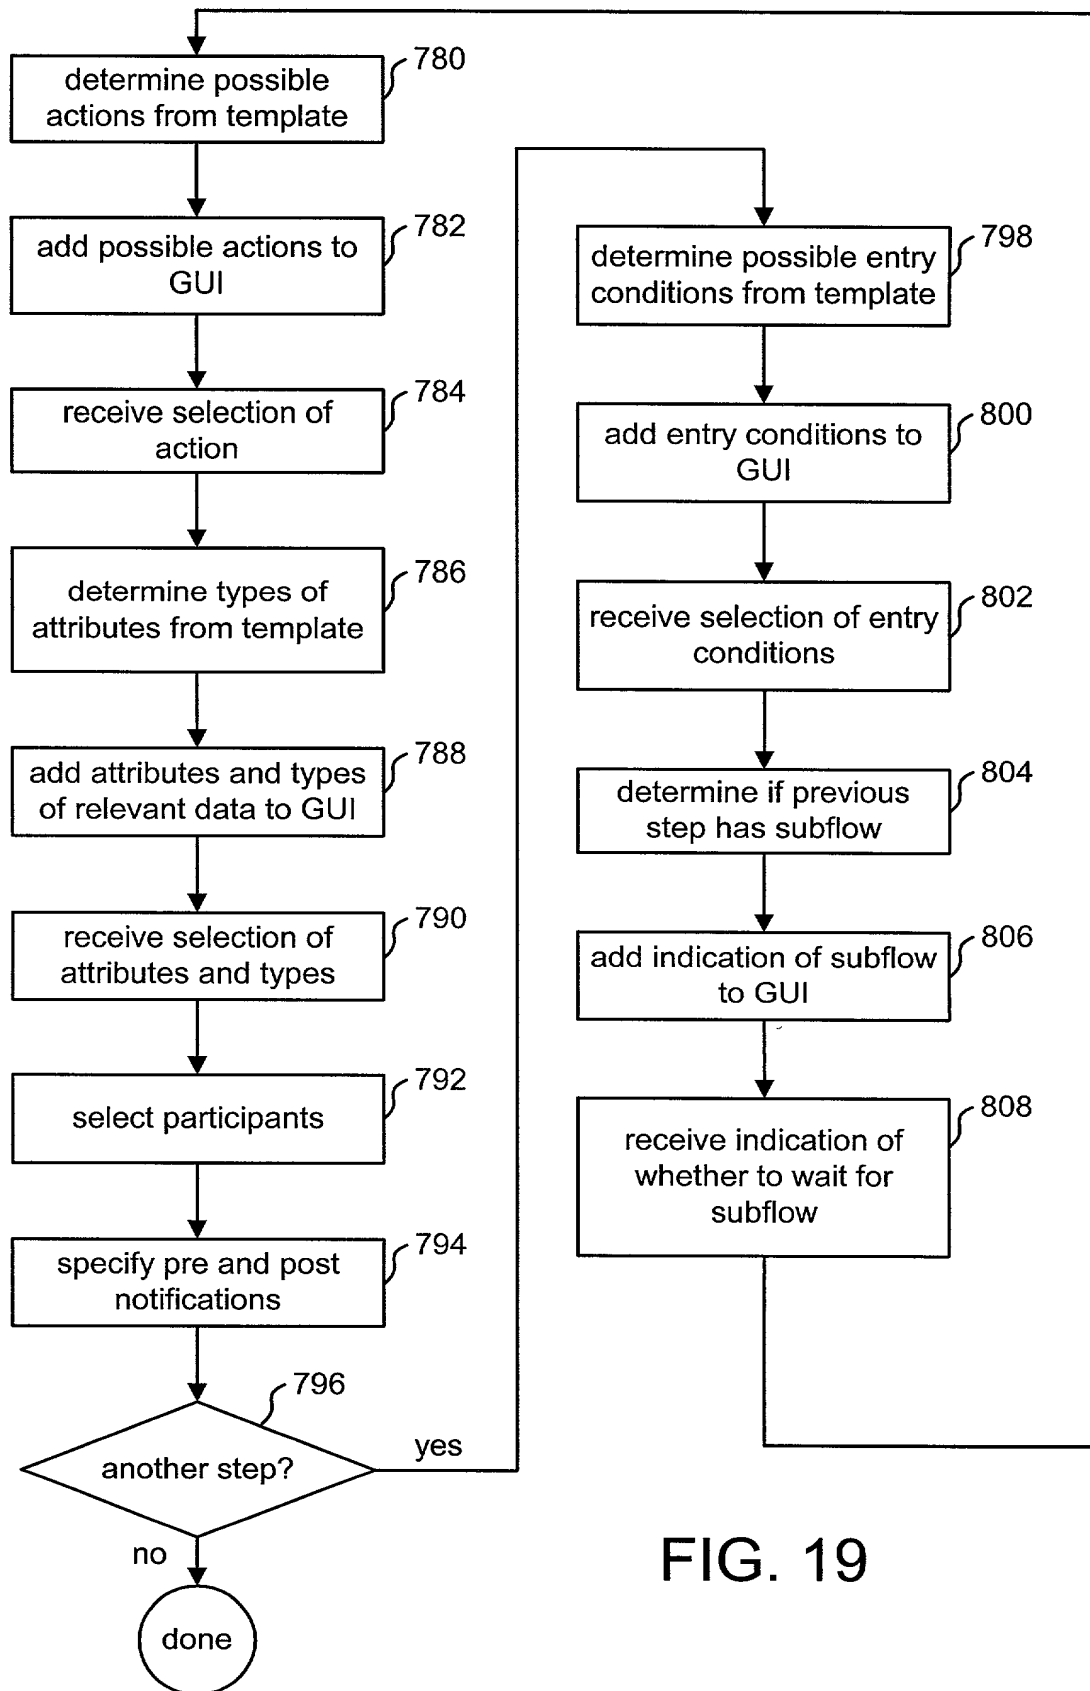 780
determine possible
actions from template
782
add possible actions to
GUI
784
receive selection of
action
786
determine types of
attributes from template
788
add attributes and types
of relevant data to GUI
790
receive selection of
attributes and types
792
select participants
794
specify pre and post
notifications
796
another step?
yes
no
done
798
determine possible entry
conditions from template
800
add entry conditions to
GUI
802
receive selection of entry
conditions
804
determine if previous
step has subflow
806
add indication of subflow
to GUI
808
receive indication of
whether to wait for
subflow
FIG. 19